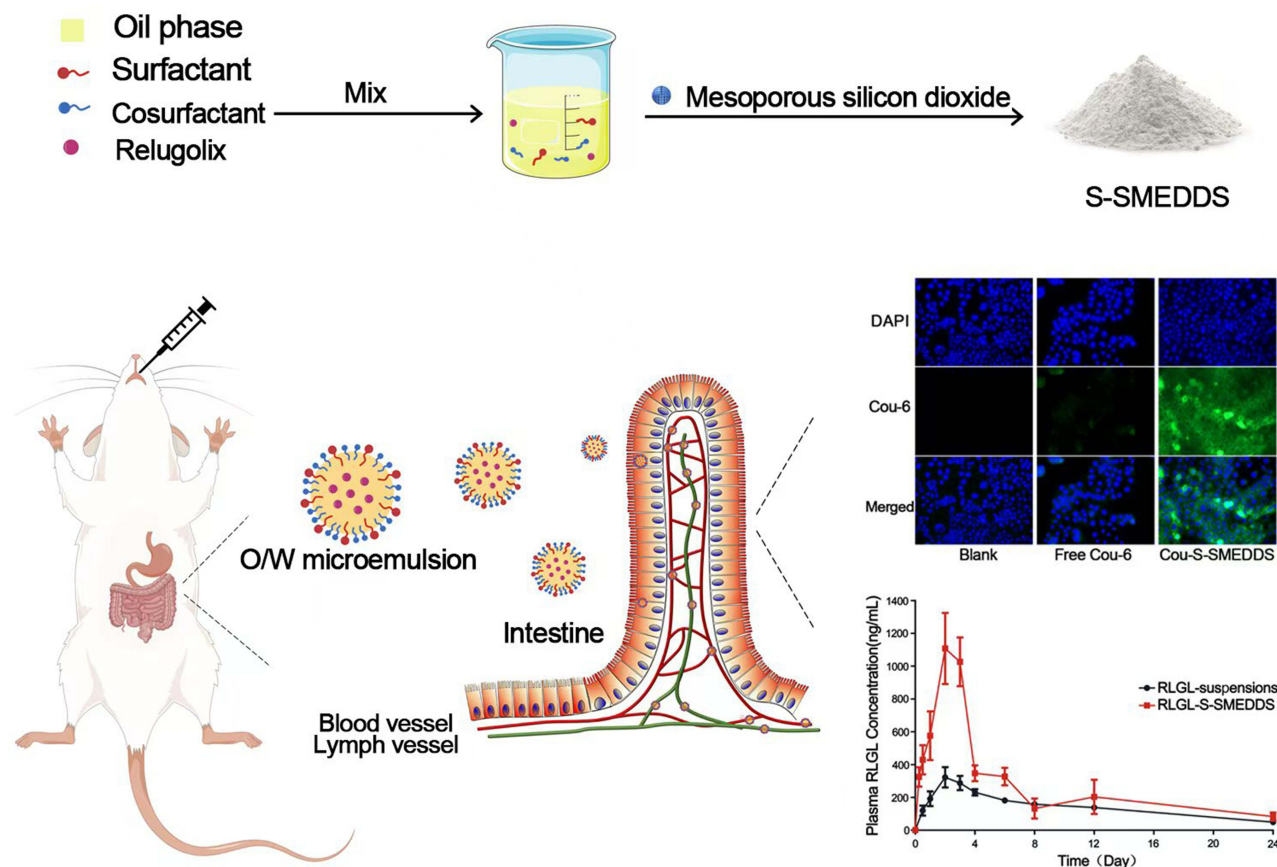 Oil phase
Surfactant
Cosurfactant
Relugolix
Mix
Mesoporous silicon dioxide
S-SMEDDS
O/W microemulsion
Intestine
Blood vessel
Lymph vessel
DAPI
Cou-6
Merged
Blank
Free Cou-6
Cou-S-SMEDDS
Plasma RLGL Concentration(ng/mL)
1400
1200
1000
800
600
400
200
0
RLGL-suspensions
RLGL-S-SMEDDS
0
4
8
12
16
20
24
Time (Day)